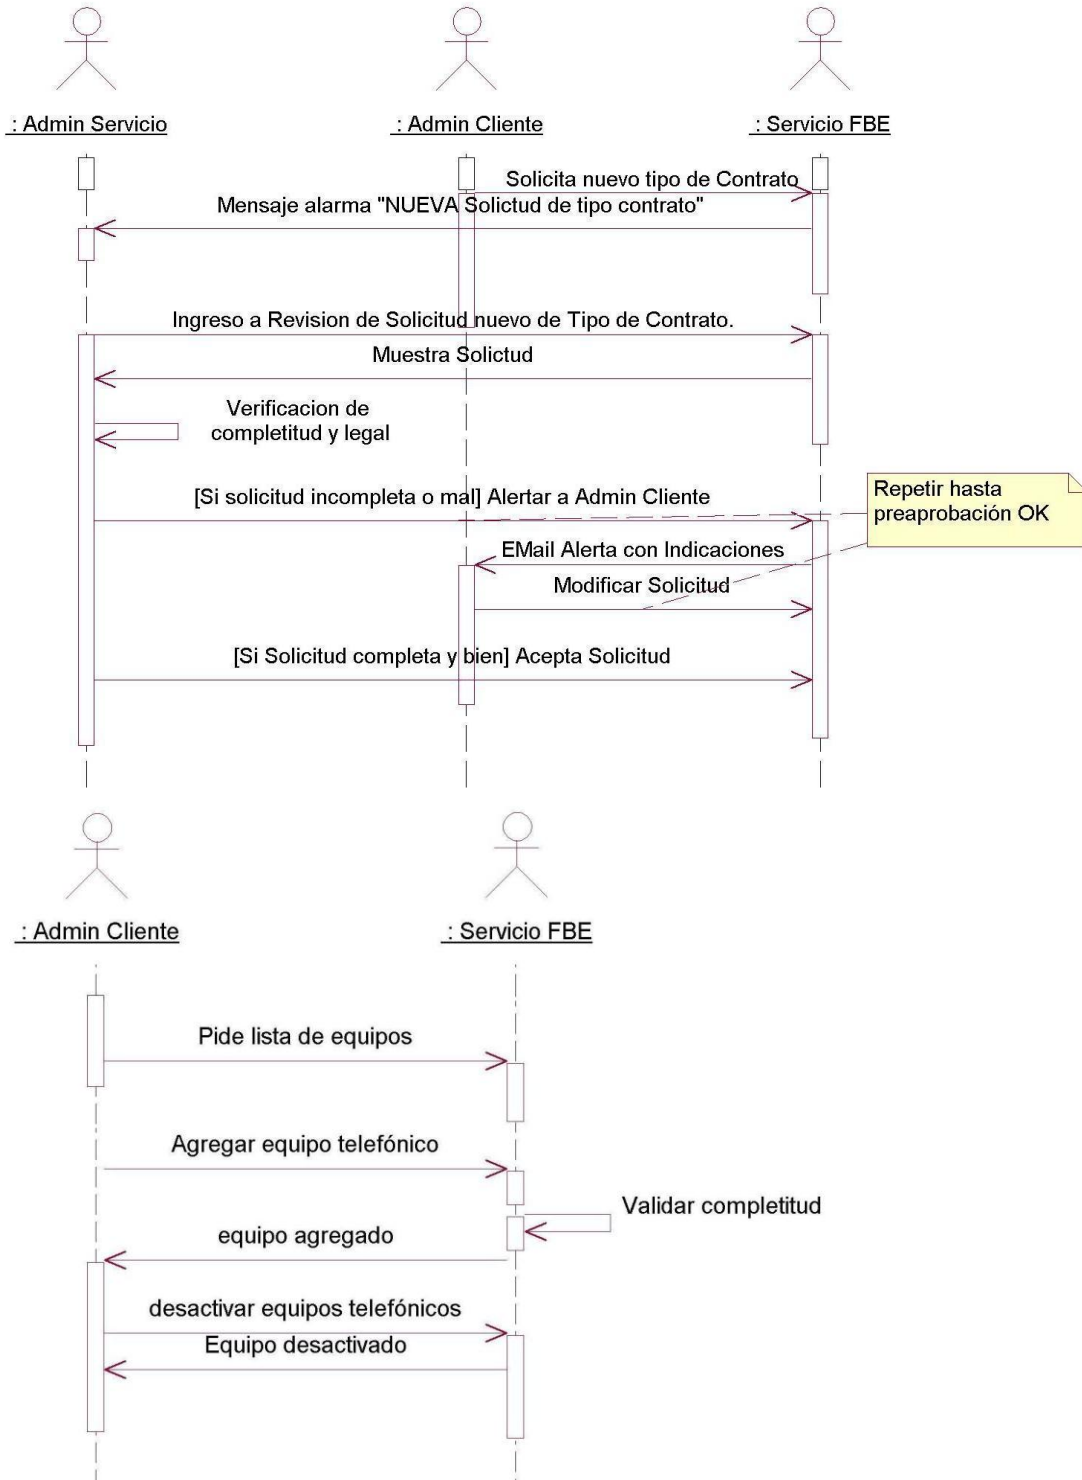 : Admin Servicio
: Admin Cliente
: Servicio FBE
Solicita nuevo tipo de Contrato
Mensaje alarma "NUEVA Solictud de tipo contrato"
Ingreso a Revision de Solicitud nuevo de Tipo de Contrato.
Muestra Solictud
Verificacion de
completitud y legal
[Si solicitud incompleta o mal] Alertar a Admin Cliente
Repetir hasta
preaprobación OK
EMail Alerta con Indicaciones
Modificar Solicitud
[Si Solicitud completa y bien] Acepta Solicitud
: Admin Cliente
: Servicio FBE
Pide lista de equipos
Agregar equipo telefónico
Validar completitud
equipo agregado
desactivar equipos telefónicos
Equipo desactivado